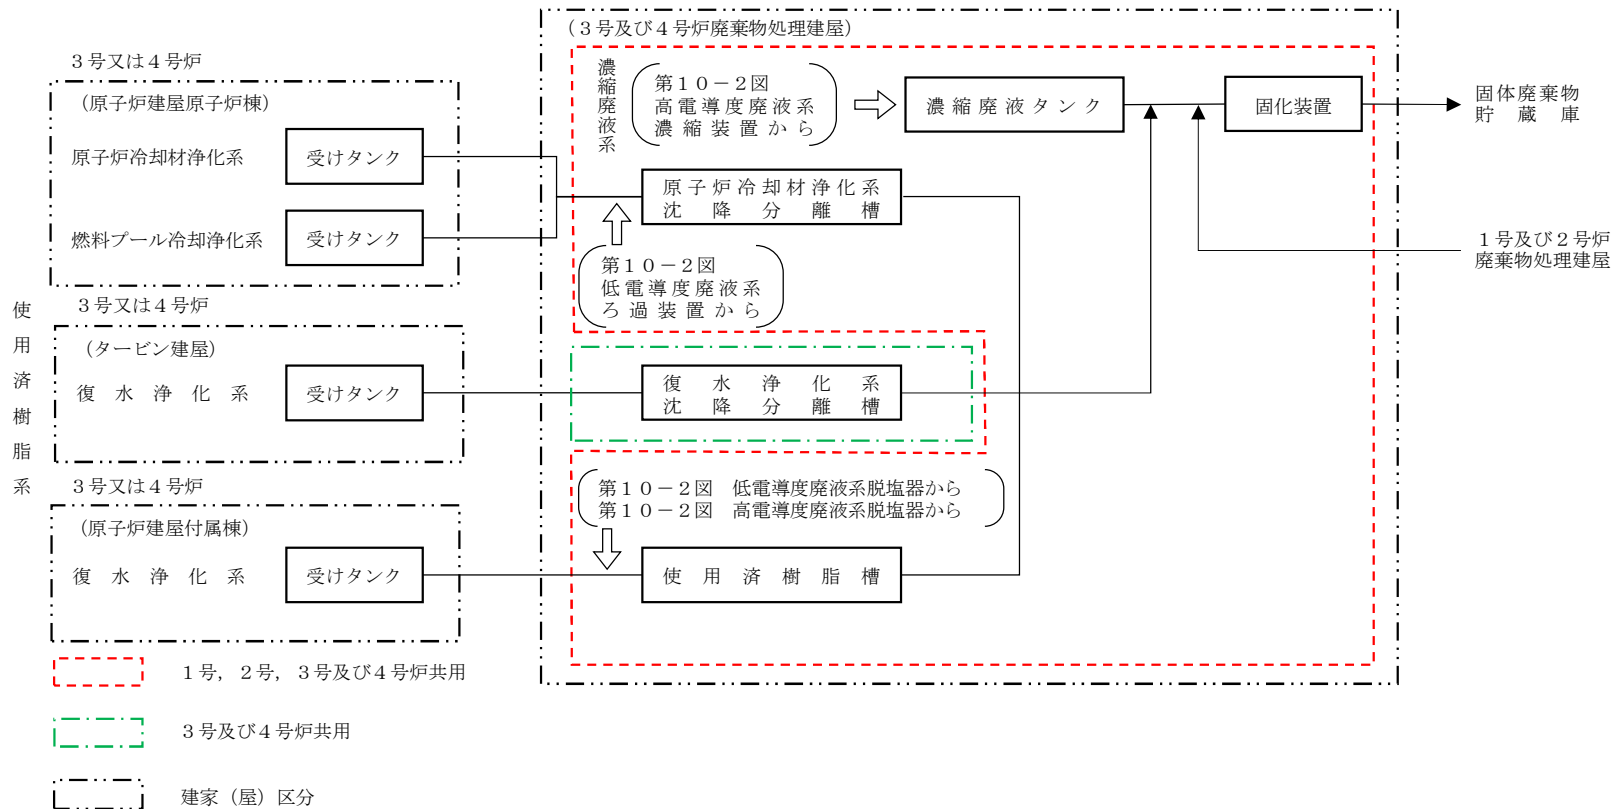 (３号及び４号炉廃棄物処理建屋)
３号又は４号炉
(原子炉建屋原子炉棟)
原子炉冷却材浄化系
受けタンク
燃料プール冷却浄化系
受けタンク
濃縮廃液系
第１０－２図
高電導度廃液系
濃縮装置から
濃縮廃液タンク
固化装置
固体廃棄物
貯蔵庫
原子炉冷却材浄化系
沈降分離槽
第１０－２図
低電導度廃液系
ろ過装置から
１号及び２号炉
廃棄物処理建屋
使用済樹脂系
３号又は４号炉
(タービン建屋)
復水浄化系
受けタンク
復水浄化系
沈降分離槽
３号又は４号炉
(原子炉建屋付属棟)
復水浄化系
受けタンク
第１０－２図　低電導度廃液系脱塩器から
第１０－２図　高電導度廃液系脱塩器から
使用済樹脂槽
１号，２号，３号及び４号炉共用
３号及び４号炉共用
建家（屋）区分